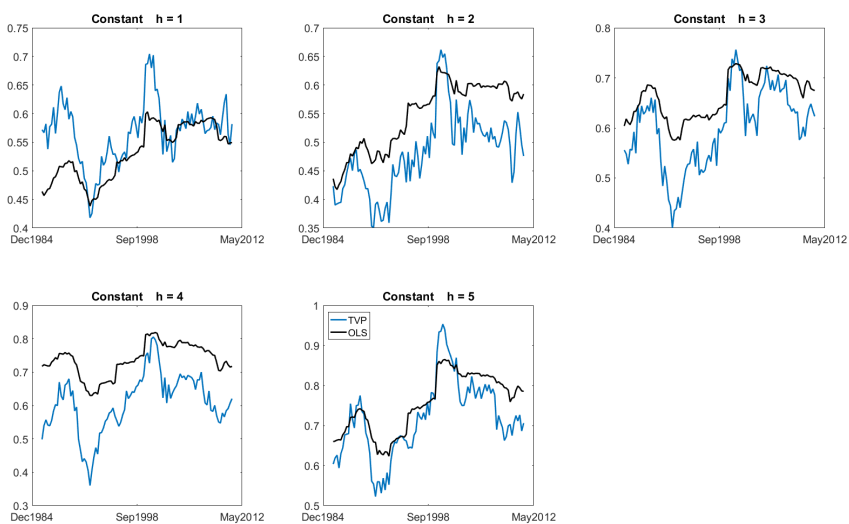 Constant h = 1
0.75
0.7
0.65
0.6
0.55
0.5
0.45
0.4
Dec1984 Sep1998 May2012
Constant h = 2
0.7
0.65
0.6
0.55
0.5
0.45
0.4
0.35
Dec1984 Sep1998 May2012
Constant h = 3
0.8
0.7
0.6
0.5
0.4
Dec1984 Sep1998 May2012
Constant h = 4
0.9
0.8
0.7
0.6
0.5
0.4
0.3
Dec1984 Sep1998 May2012
Constant h = 5
1
TVP
OLS
0.9
0.8
0.7
0.6
0.5
Dec1984 Sep1998 May2012